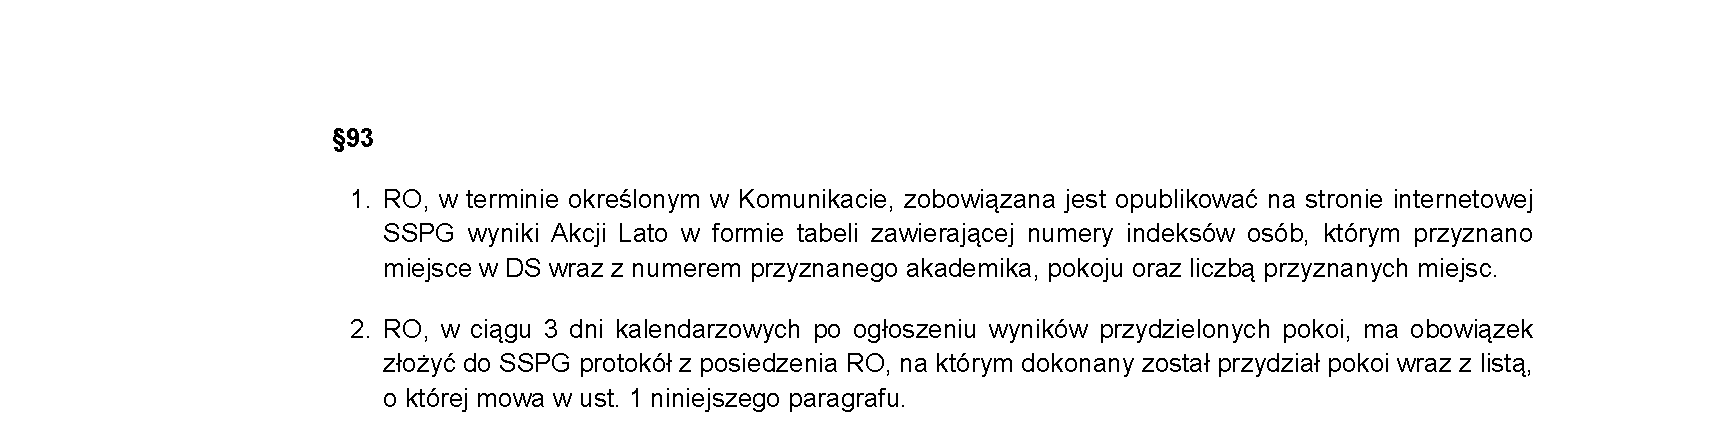 §93
1. RO, w terminie określonym w Komunikacie, zobowiązana jest opublikować na stronie internetowej
SSPG wyniki Akcji Lato w formie tabeli zawierającej numery indeksów osób, którym przyznano
miejsce w DS wraz z numerem przyznanego akademika, pokoju oraz liczbą przyznanych miejsc.
2. RO, w ciągu 3 dni kalendarzowych po ogłoszeniu wyników przydzielonych pokoi, ma obowiązek
złożyć do SSPG protokół z posiedzenia RO, na którym dokonany został przydział pokoi wraz z listą,
o której mowa w ust. 1 niniejszego paragrafu.